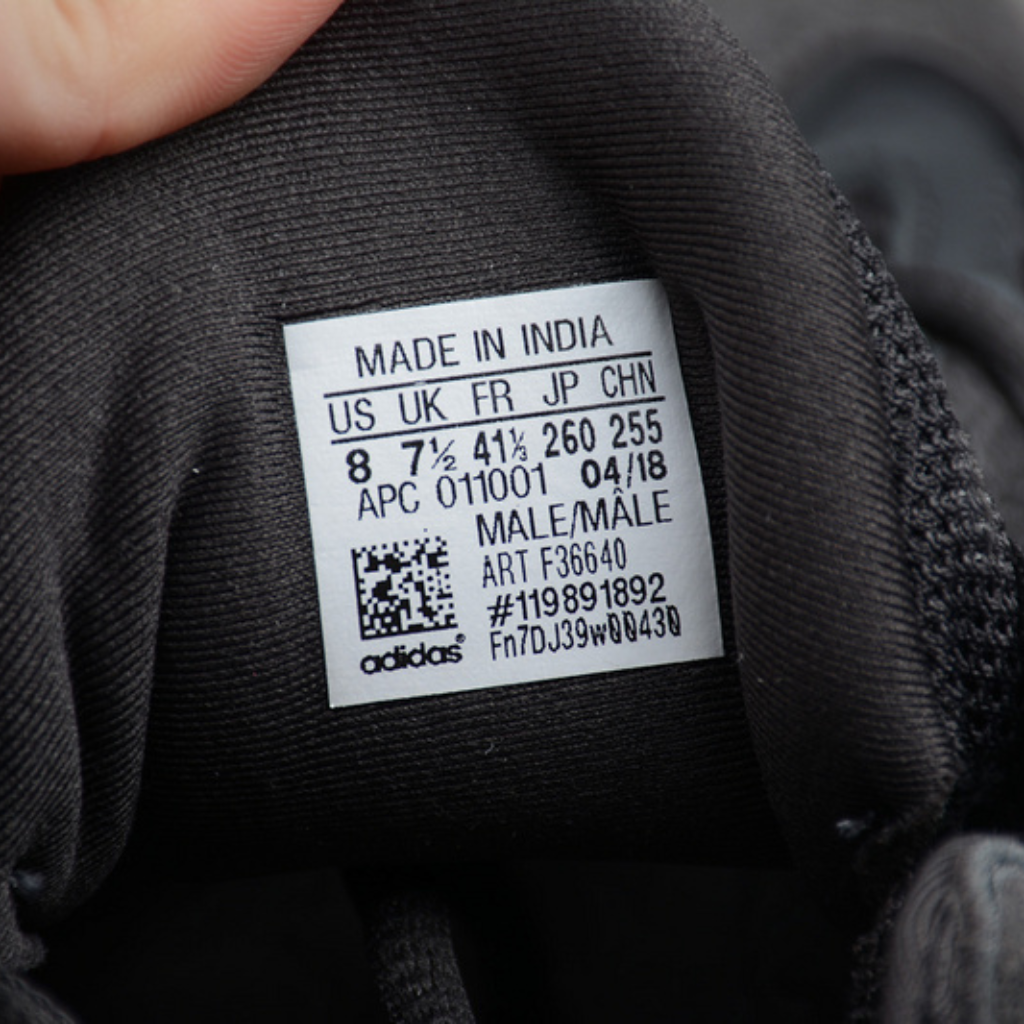 MADE IN INDIA
US UK FR JP CHN
8 7½ 41⅓ 260 255
APC 011001 04/18
MALE/MÂLE
ART F36640
#119891892
Fn7DJ39w00430
adidas®